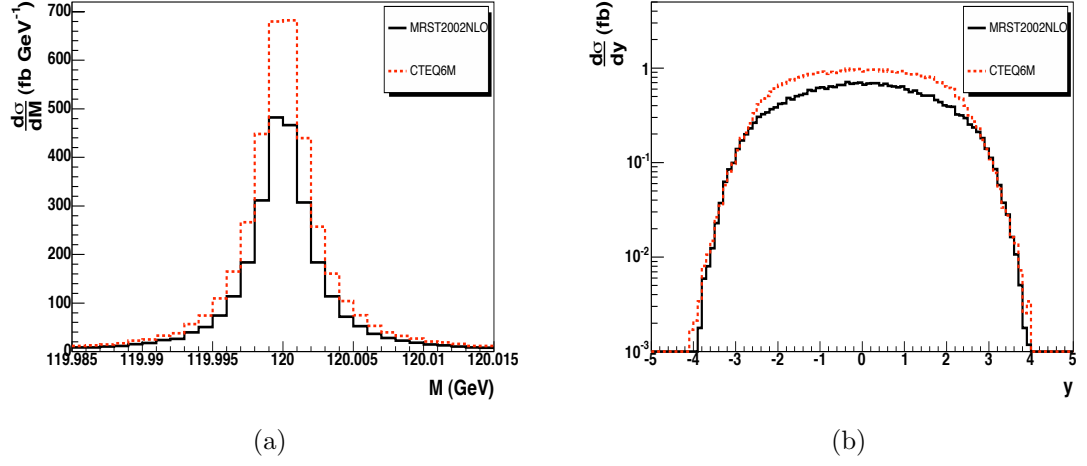 dσ/dM (fb GeV⁻¹)
700
600
500
400
300
200
100
0
119.985 119.99 119.995 120 120.005 120.01 120.015
M (GeV)
MRST2002NLO
CTEQ6M
(a)
dσ/dy (fb)
1
10⁻¹
10⁻²
10⁻³
-5 -4 -3 -2 -1 0 1 2 3 4 5
y
MRST2002NLO
CTEQ6M
(b)